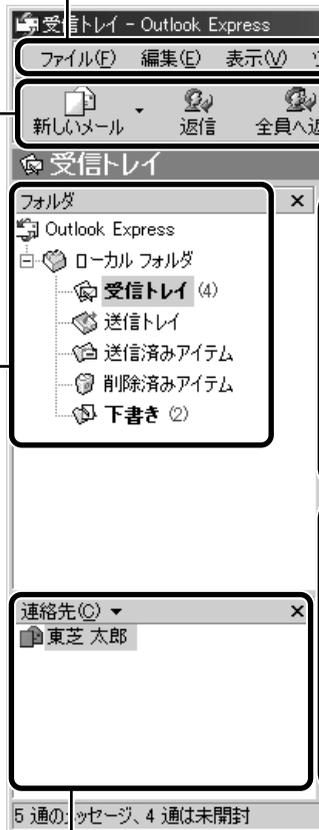 受信トレイ - Outlook Express
ファイル(F) 編集(E) 表示(V)
新しいメール 返信 全員へ返
受信トレイ
フォルダ ×
Outlook Express
ローカル フォルダ
受信トレイ (4)
送信トレイ
送信済みアイテム
削除済みアイテム
下書き (2)
連絡先(C) ▼ ×
東芝 太郎
5 通のメッセージ、4 通は未開封